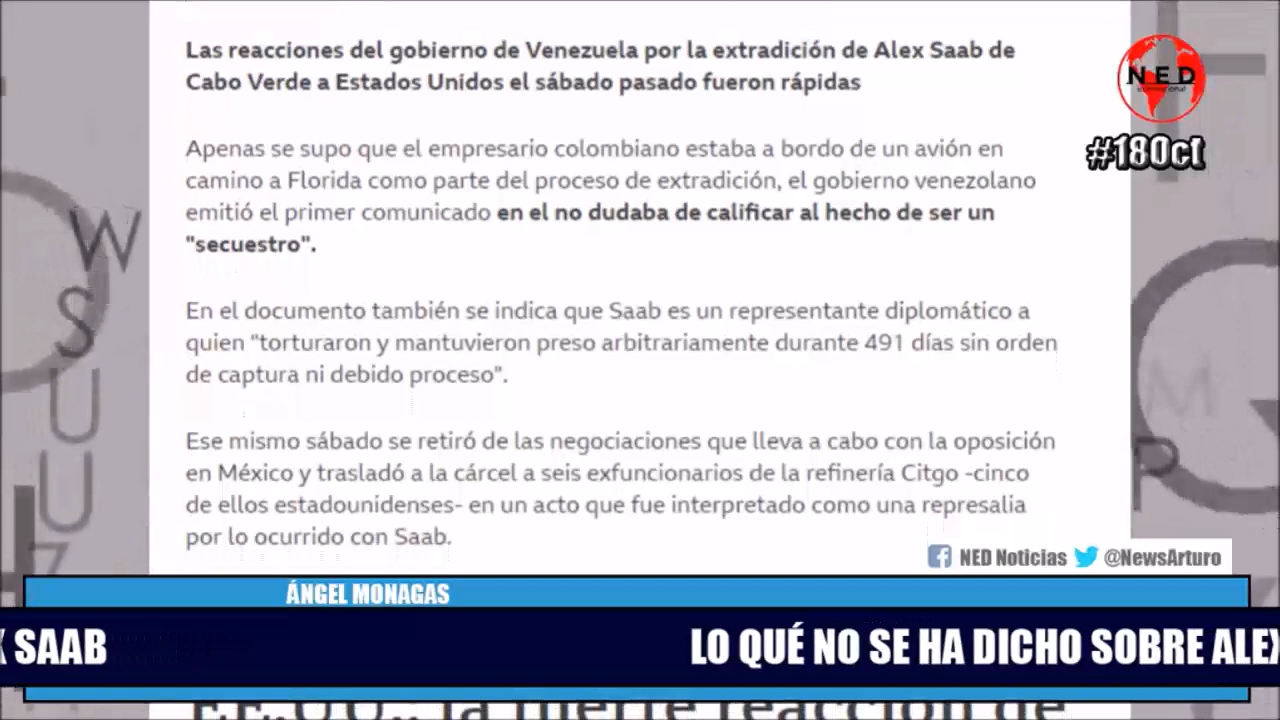 Las reacciones del gobierno de Venezuela por la extradición de Alex Saab de
Cabo Verde a Estados Unidos el sábado pasado fueron rápidas
NED
#18Oct
Apenas se supo que el empresario colombiano estaba a bordo de un avión en
camino a Florida como parte del proceso de extradición, el gobierno venezolano
emitió el primer comunicado en el no dudaba de calificar al hecho de ser un
"secuestro".
En el documento también se indica que Saab es un representante diplomático a
quien "torturaron y mantuvieron preso arbitrariamente durante 491 días sin orden
de captura ni debido proceso".
Ese mismo sábado se retiró de las negociaciones que lleva a cabo con la oposición
en México y trasladó a la cárcel a seis exfuncionarios de la refinería Citgo -cinco
de ellos estadounidenses- en un acto que fue interpretado como una represalia
por lo ocurrido con Saab.
NED Noticias @NewsArturo
ÁNGEL MONAGAS
X SAAB LO QUÉ NO SE HA DICHO SOBRE ALEX
EE.UU.: la fuerte reacción de